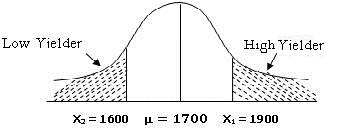 Low Yielder
High Yielder
X₂ = 1600 μ = 1700 X₁ = 1900